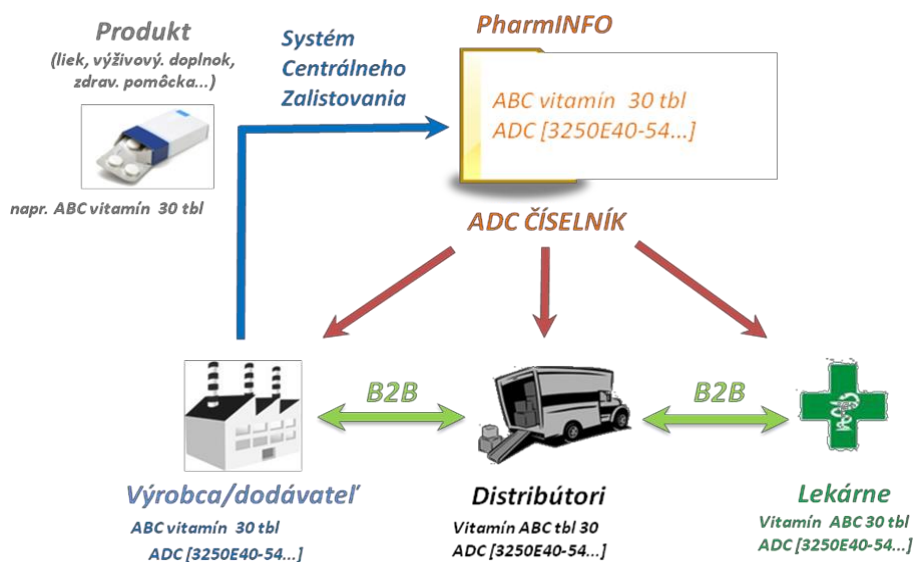 Produkt
(liek, výživový. doplnok,
zdrav. pomôcka...)
napr. ABC vitamín 30 tbl
Systém
Centrálneho
Zalistovania
PharmINFO
ABC vitamín 30 tbl
ADC [3250E40-54...]
ADC ČÍSELNÍK
B2B
B2B
Výrobca/dodávateľ
ABC vitamín 30 tbl
ADC [3250E40-54...]
Distribútori
Vitamín ABC tbl 30
ADC [3250E40-54...]
Lekárne
Vitamín ABC 30 tbl
ADC [3250E40-54...]